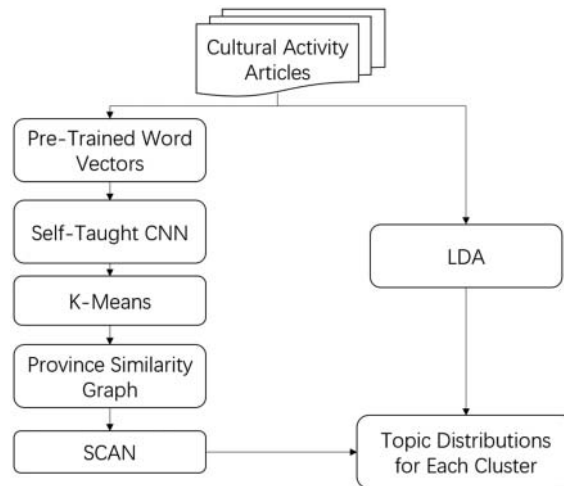 Cultural Activity
Articles
Pre-Trained Word
Vectors
Self-Taught CNN
K-Means
Province Similarity
Graph
SCAN
LDA
Topic Distributions
for Each Cluster